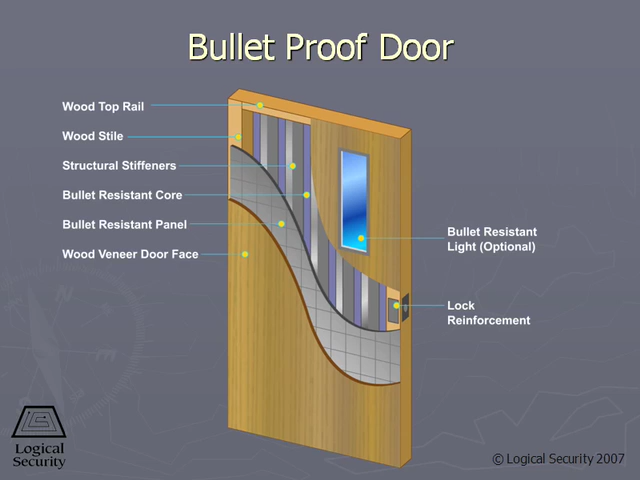 Bullet Proof Door
Wood Top Rail
Wood Stile
Structural Stiffeners
Bullet Resistant Core
Bullet Resistant Panel
Wood Veneer Door Face
Bullet Resistant
Light (Optional)
Lock
Reinforcement
Logical
Security
© Logical Security 2007